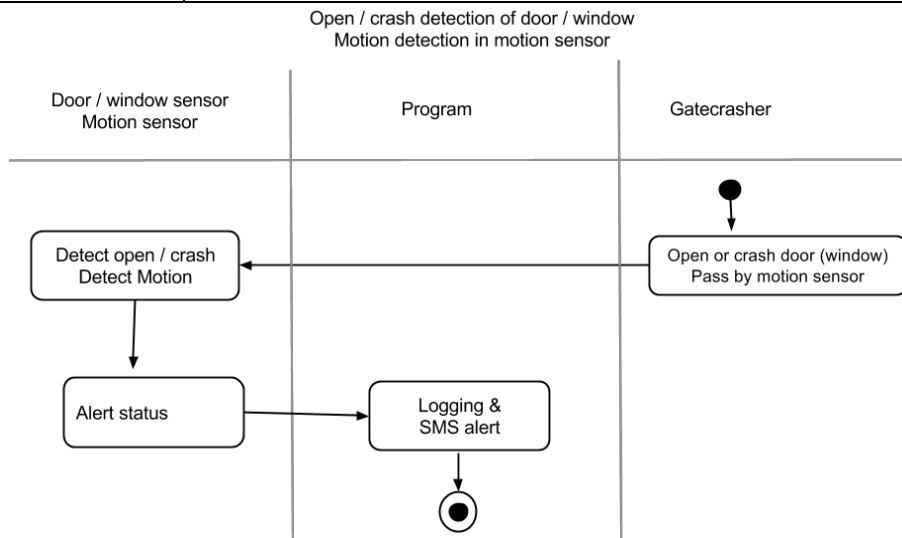 Open / crash detection of door / window
Motion detection in motion sensor
Door / window sensor
Motion sensor
Program
Gatecrasher
Detect open / crash
Detect Motion
Open or crash door (window)
Pass by motion sensor
Alert status
Logging &
SMS alert